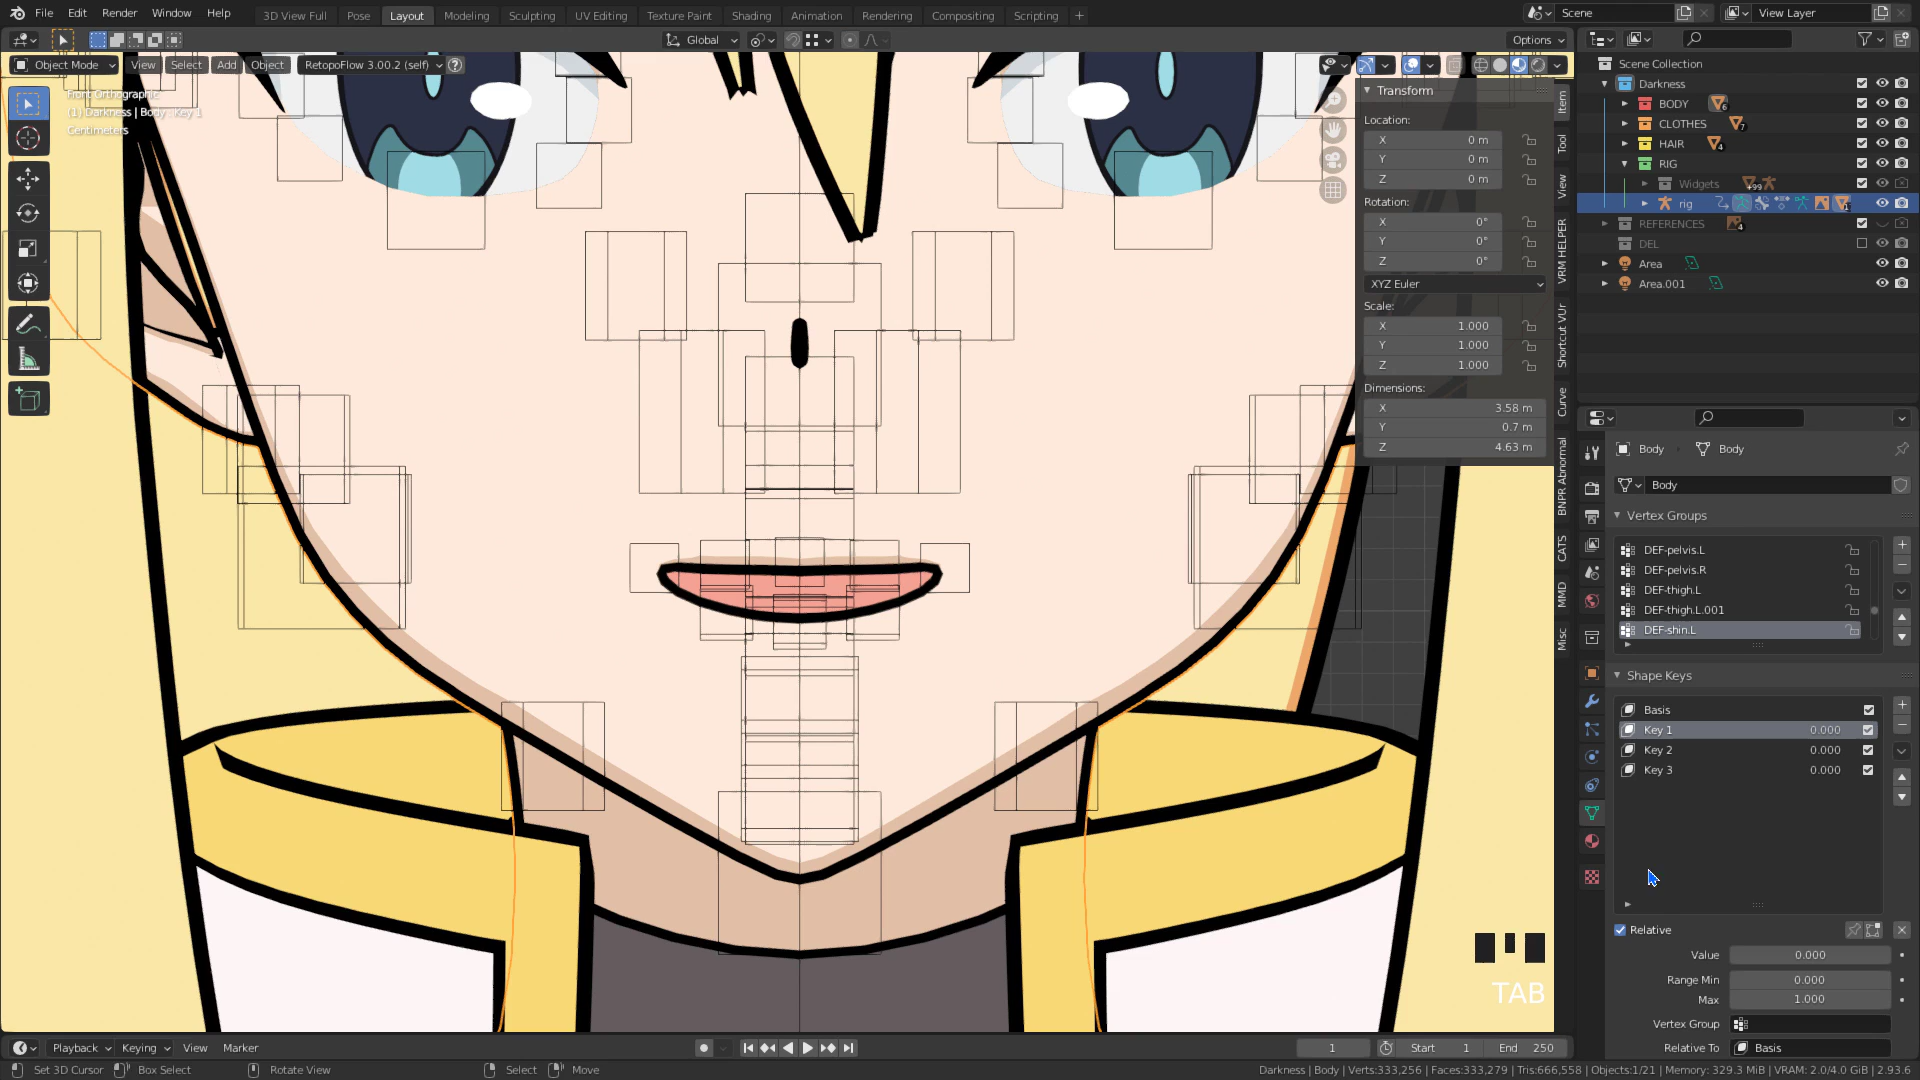 File Edit Render Window Help
3D View Full Pose Layout Modeling Sculpting UV Editing Texture Paint Shading Animation Rendering Compositing Scripting +
Scene
View Layer
Global
Options
Object Mode View Select Add Object RetopoFlow 3.00.2 (self) ?
Front Orthographic
(1) Darkness | Body : Key 1
Centimeters
Transform
Location:
X 0 m
Y 0 m
Z 0 m
Rotation:
X 0°
Y 0°
Z 0°
XYZ Euler
Scale:
X 1.000
Y 1.000
Z 1.000
Dimensions:
X 3.58 m
Y 0.7 m
Z 4.63 m
Item
Tool
View
VRM HELPER
Shortcut VUr
Curve
BNPR Abnormal
CATS
MMD
Misc
Scene Collection
Darkness
BODY 6
CLOTHES 7
HAIR 4
RIG
Widgets +99
rig
REFERENCES 4
DEL
Area
Area.001
Body Body
Body
Vertex Groups
DEF-pelvis.L
DEF-pelvis.R
DEF-thigh.L
DEF-thigh.L.001
DEF-shin.L
Shape Keys
Basis
Key 1 0.000
Key 2 0.000
Key 3 0.000
Relative
Value 0.000
Range Min 0.000
Max 1.000
Vertex Group
Relative To Basis
TAB
Playback Keying View Marker
1 Start 1 End 250
Set 3D Cursor Box Select Rotate View Select Move
Darkness | Body | Verts:333,256 | Faces:333,279 | Tris:666,558 | Objects:1/21 | Memory: 329.3 MiB | VRAM: 2.0/4.0 GiB | 2.93.6